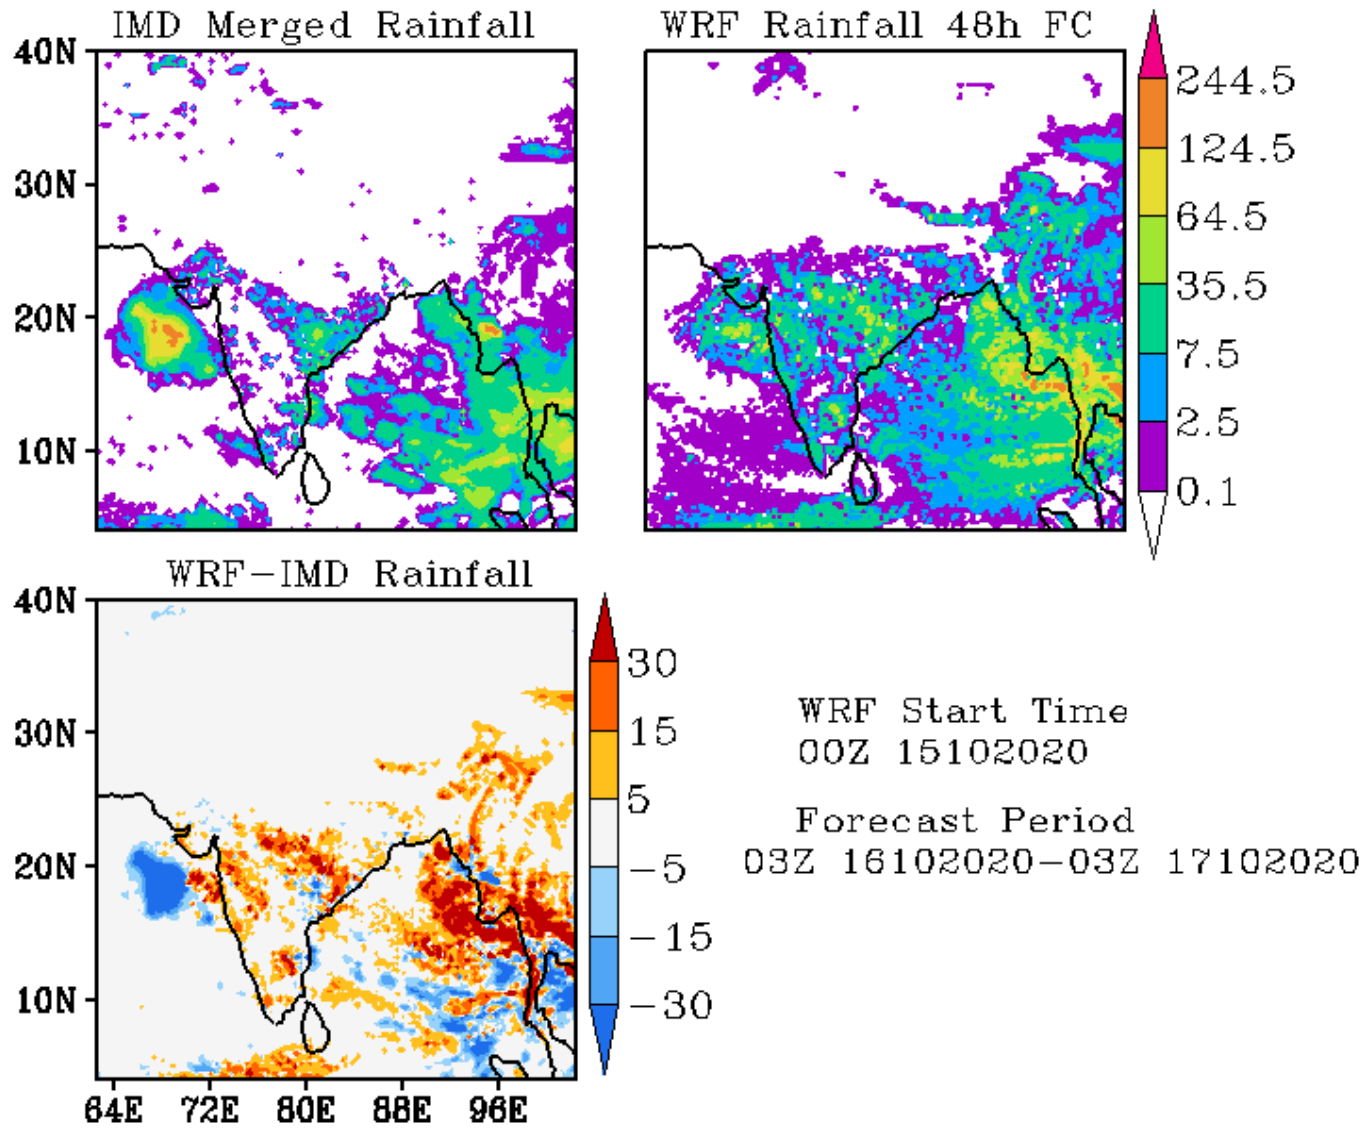 IMD Merged Rainfall
WRF Rainfall 48h FC
40N
30N
20N
10N
244.5
124.5
64.5
35.5
7.5
2.5
0.1
WRF-IMD Rainfall
40N
30N
20N
10N
64E 72E 80E 88E 96E
30
15
5
-5
-15
-30
WRF Start Time
00Z 15102020
Forecast Period
03Z 16102020-03Z 17102020